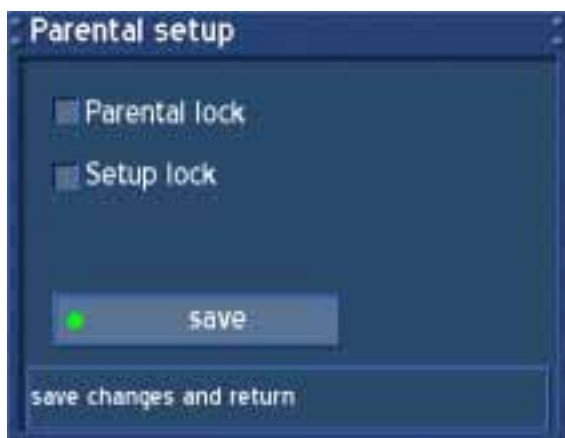 Parental setup
Parental lock
Setup lock
save
save changes and return